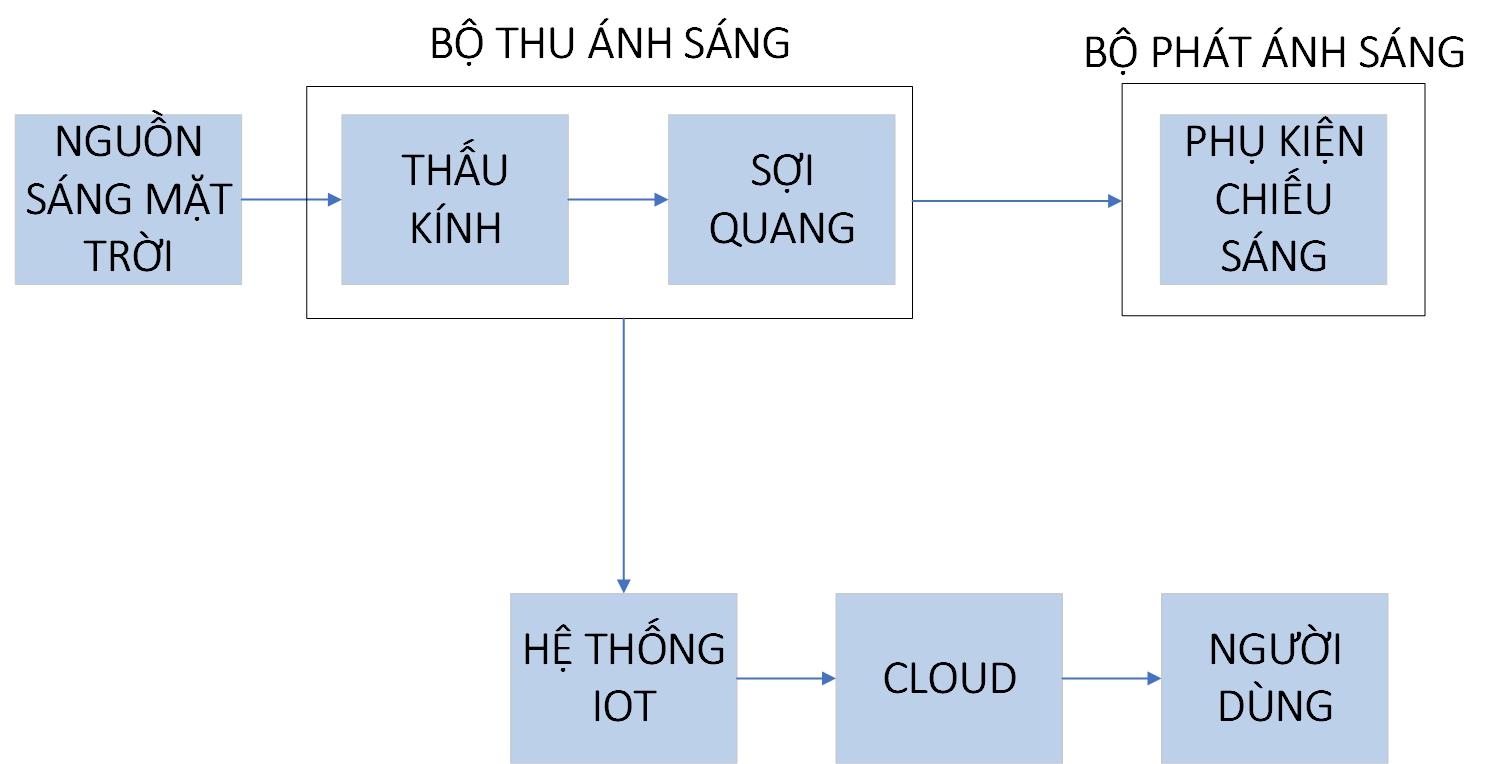 BỘ THU ÁNH SÁNG
BỘ PHÁT ÁNH SÁNG
NGUỒN
SÁNG MẶT
TRỜI
THẤU
KÍNH
SỢI
QUANG
PHỤ KIỆN
CHIẾU
SÁNG
HỆ THỐNG
IOT
CLOUD
NGƯỜI
DÙNG